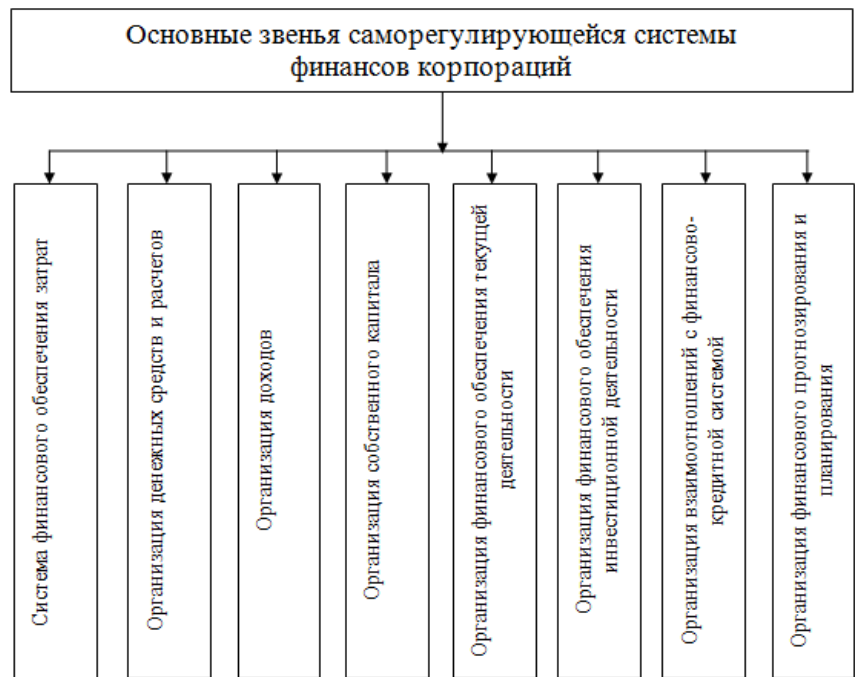 Основные звенья саморегулирующейся системы
финансов корпораций
Система финансового обеспечения затрат
Организация денежных средств и расчетов
Организация доходов
Организация собственного капитала
Организация финансового обеспечения текущей
деятельности
Организация финансового обеспечения
инвестиционной деятельности
Организация взаимоотношений с финансово-
кредитной системой
Организация финансового прогнозирования и
планирования